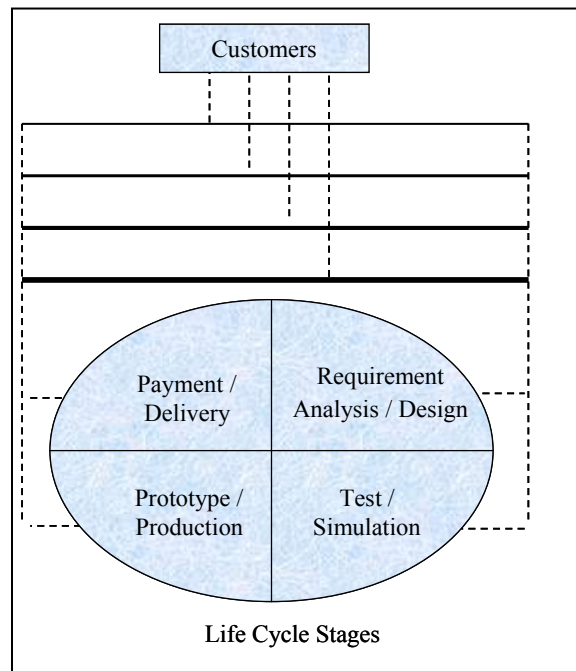 Customers
Payment /
Delivery
Requirement
Analysis / Design
Prototype /
Production
Test /
Simulation
Life Cycle Stages